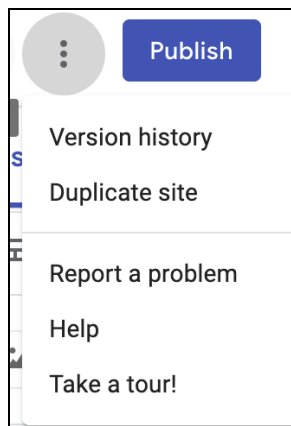 Publish
Version history
Duplicate site
Report a problem
Help
Take a tour!